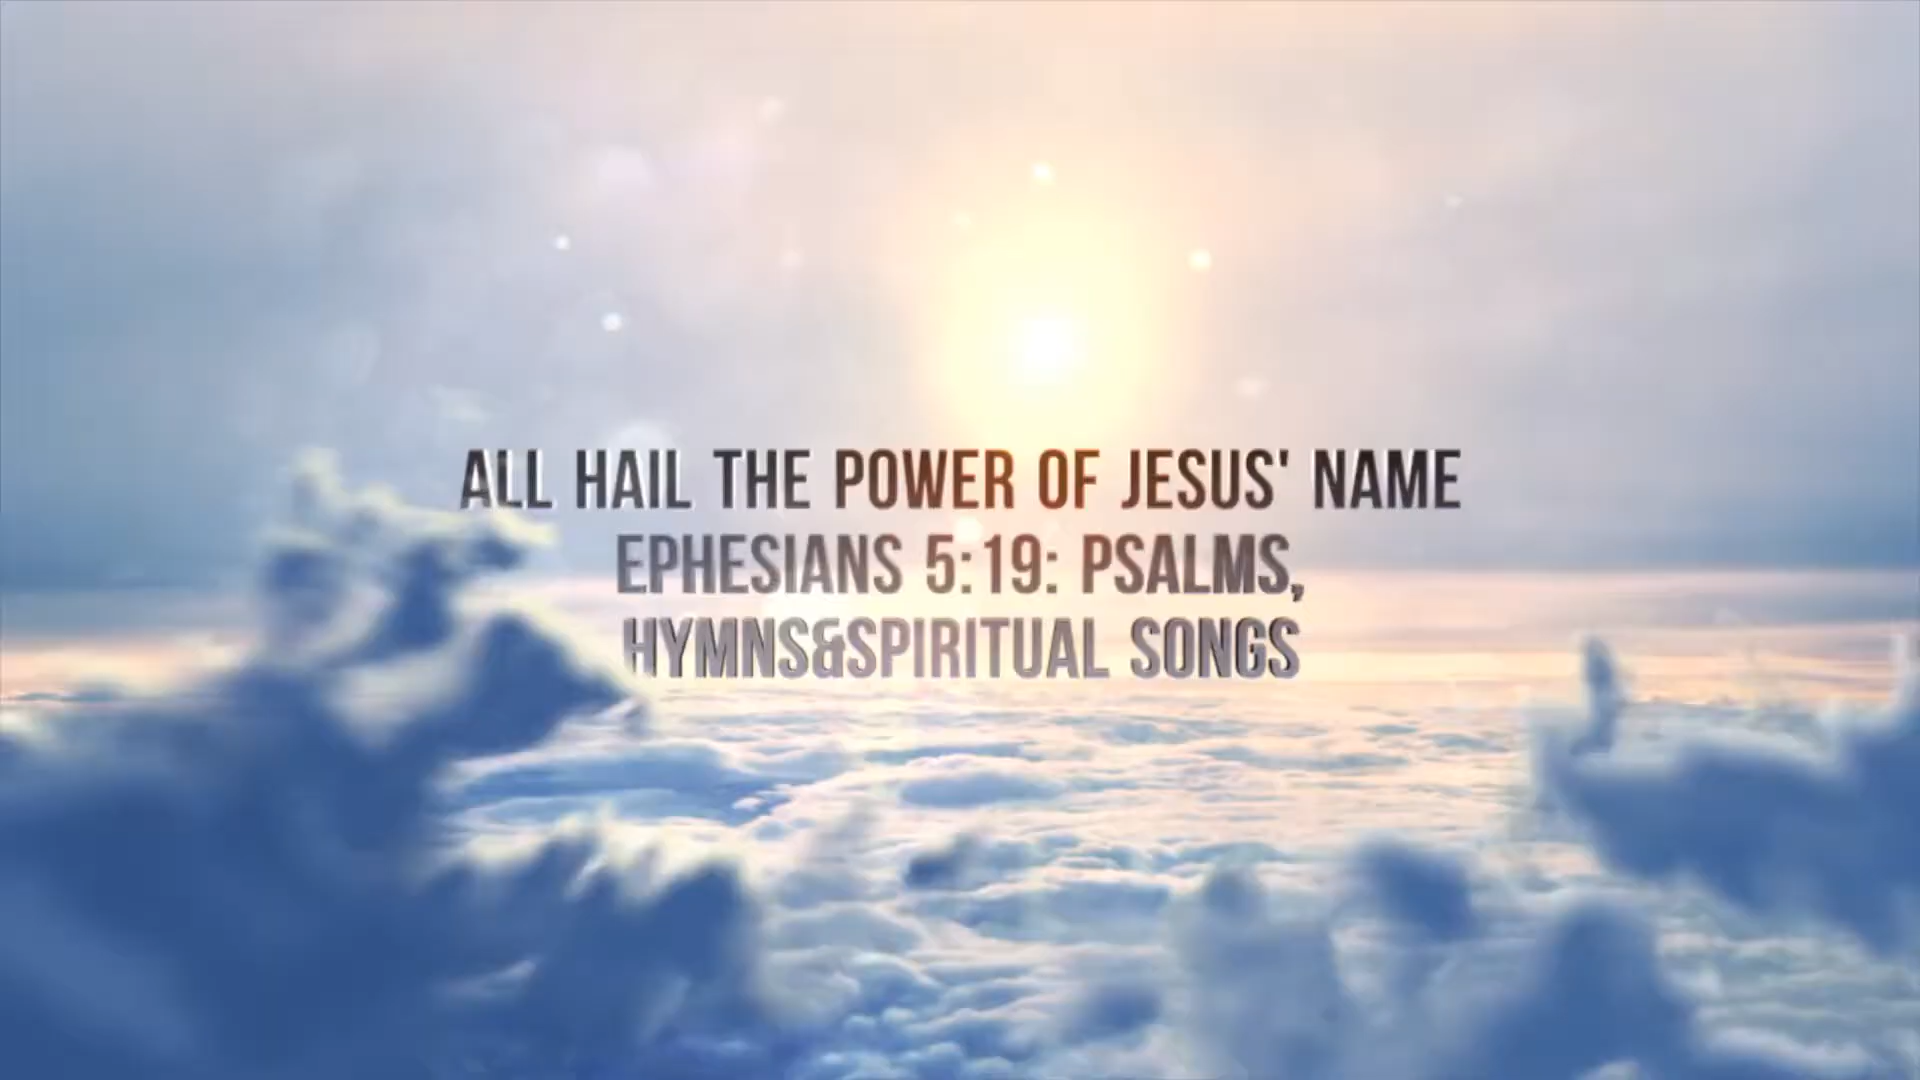 ALL HAIL THE POWER OF JESUS' NAME
EPHESIANS 5:19: PSALMS,
HYMNS&SPIRITUAL SONGS